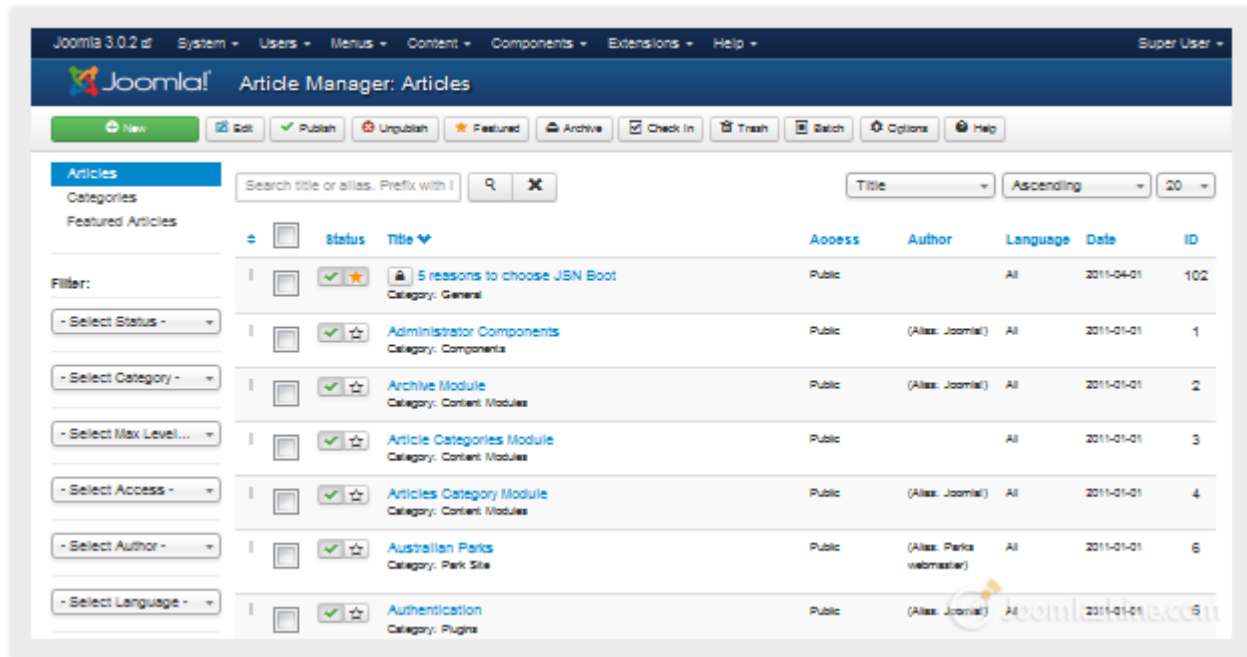 Joomla 3.0.2 System Users Menus Content Components Extensions Help Super User
Joomla! Article Manager: Articles
New Edit Publish Unpublish Featured Archive Check In Trash Batch Options Help
Articles
Categories
Featured Articles
Search title or alias. Prefix with I
Title Ascending 20
Status Title Access Author Language Date ID
Filter:
- Select Status -
- Select Category -
- Select Max Level...
- Select Access -
- Select Author -
- Select Language -
5 reasons to choose JSN Boot Public All 2011-04-01 102
Category: General
Administrator Components Public (Alias: Joomla!) All 2011-01-01 1
Category: Components
Archive Module Public (Alias: Joomla!) All 2011-01-01 2
Category: Content Modules
Article Categories Module Public All 2011-01-01 3
Category: Content Modules
Articles Category Module Public (Alias: Joomla!) All 2011-01-01 4
Category: Content Modules
Australian Parks Public (Alias: Parks All 2011-01-01 6
Category: Park Site webmaster)
Authentication Public (Alias: Joomla!) All 2011-01-01 5
Category: Plugins
Joomlashine.com